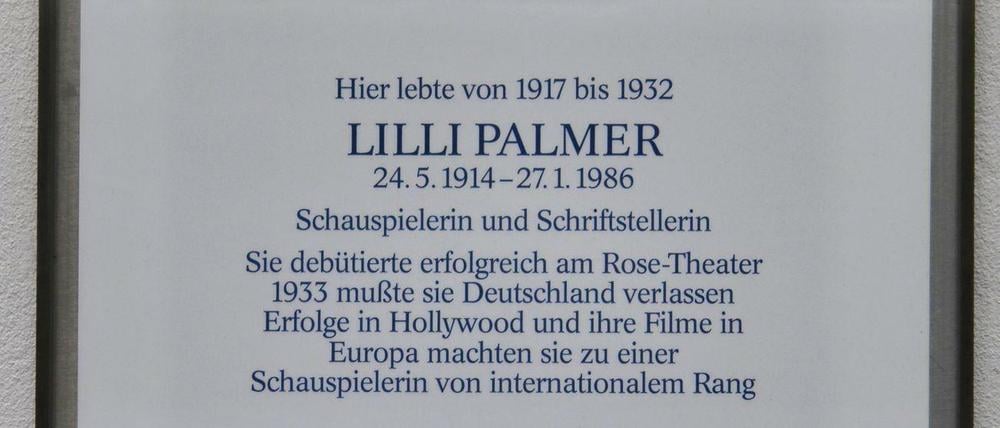 Hier lebte von 1917 bis 1932
LILLI PALMER
24. 5. 1914 – 27. 1. 1986
Schauspielerin und Schriftstellerin
Sie debütierte erfolgreich am Rose-Theater
1933 mußte sie Deutschland verlassen
Erfolge in Hollywood und ihre Filme in
Europa machten sie zu einer
Schauspielerin von internationalem Rang